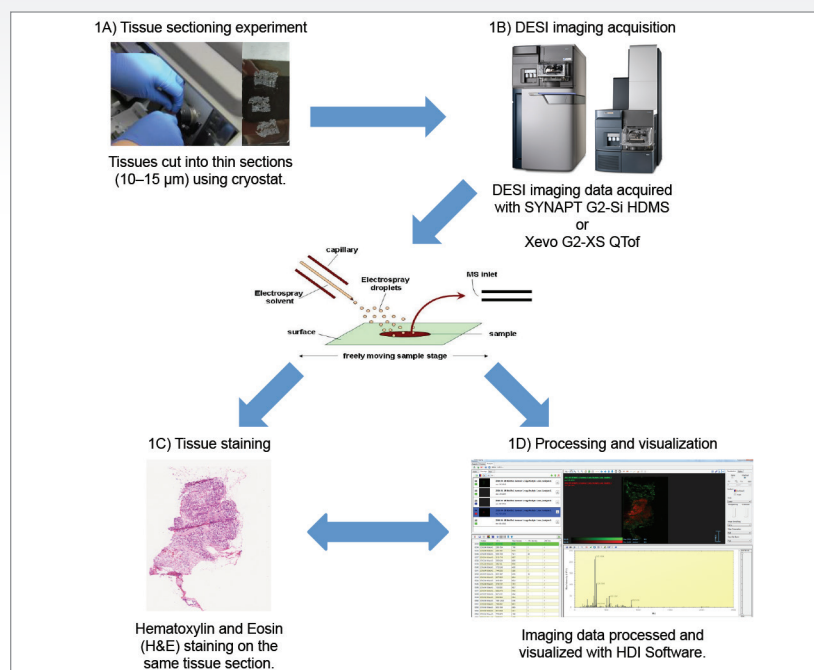 1A) Tissue sectioning experiment
1B) DESI imaging acquisition
Tissues cut into thin sections
(10–15 µm) using cryostat.
DESI imaging data acquired
with SYNAPT G2-Si HDMS
or
Xevo G2-XS QTof
capillary
Electrospray
droplets
MS inlet
Electrospray
solvent
surface
sample
freely moving sample stage
1C) Tissue staining
1D) Processing and visualization
Hematoxylin and Eosin
(H&E) staining on the
same tissue section.
Imaging data processed and
visualized with HDI Software.